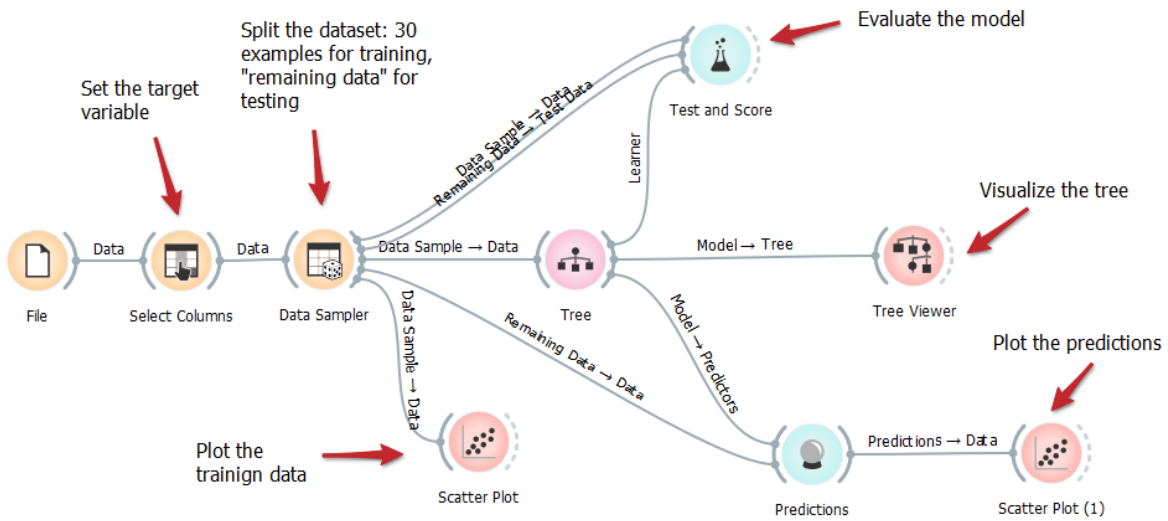 Evaluate the model
Split the dataset: 30
examples for training,
"remaining data" for
testing
Set the target
variable
Data Sample → Data
Remaining Data → Test Data
Test and Score
Learner
Visualize the tree
Data
Data
Data Sample → Data
Model → Tree
File
Select Columns
Data Sampler
Tree
Tree Viewer
Data Sample → Data
Remaining Data → Data
Model → Predictors
Plot the predictions
Plot the
trainign data
Predictions → Data
Scatter Plot
Predictions
Scatter Plot (1)